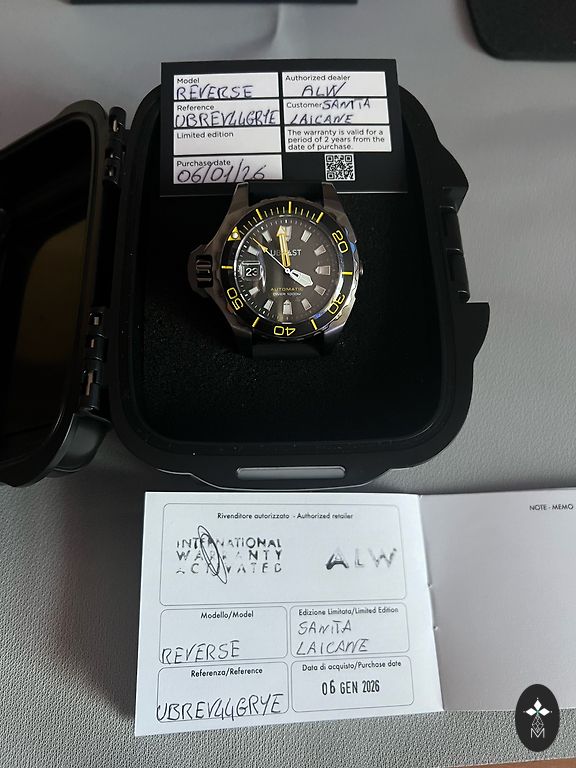 Model
REVERSE
Authorized dealer
ALW
Reference
UBREV44GRYE
Customer SANTIA
LAICANE
Limited edition
The warranty is valid for a
period of 2 years from the
date of purchase.
Purchase date
06/01/26
20
30
40
50
23
AUTOMATIC
Rivenditore autorizzato - Authorized retailer
INTERNATIONAL
WARRANTY
ACTIVATED
ALW
NOTE - MEMO
Modello/Model
REVERSE
Edizione Limitata/Limited Edition
SANTA
LAICANE
Referenza/Reference
UBREV44GRYE
Data di acquisto/Purchase date
06 GEN 2026
M